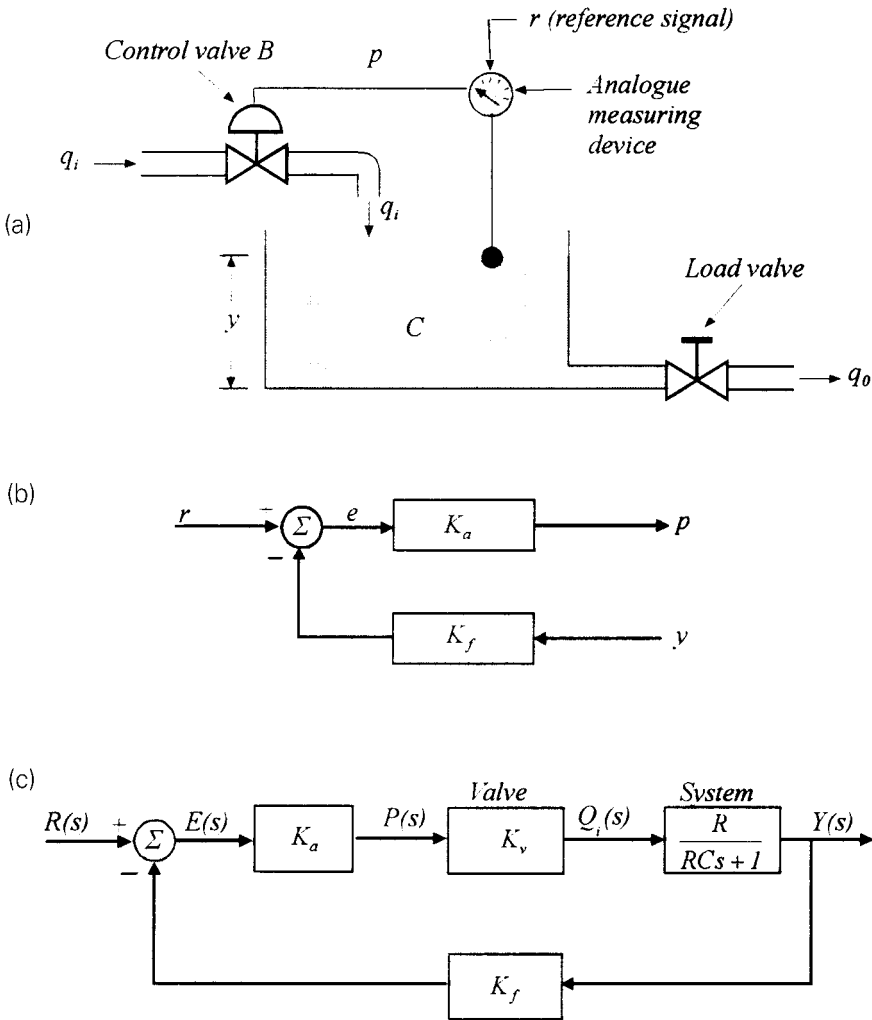 r (reference signal)
Control valve B
p
Analogue
measuring
device
q_i
q_i
(a)
Load valve
y
C
q_0
(b)
r
+
Σ
e
K_a
p
−
K_f
y
(c)
Valve
System
R(s)
+
Σ
E(s)
K_a
P(s)
K_v
Q_i(s)
R
RCs + 1
Y(s)
−
K_f